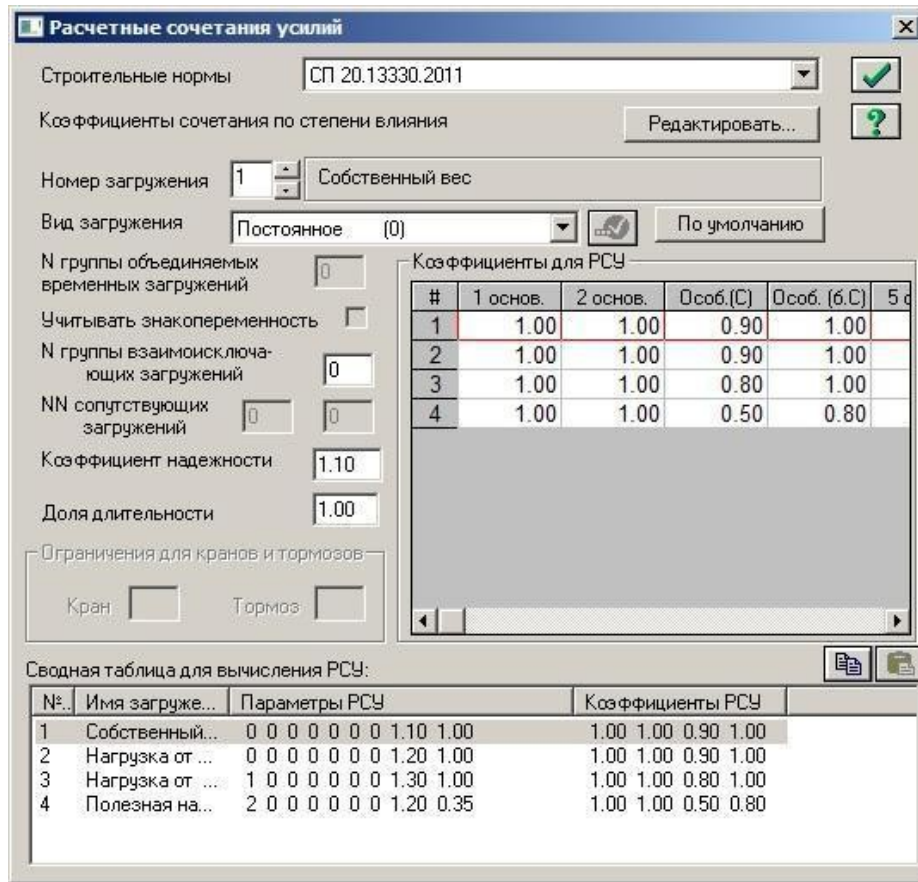 Расчетные сочетания усилий
Строительные нормы СП 20.13330.2011
Коэффициенты сочетания по степени влияния Редактировать...
Номер загружения 1 Собственный вес
Вид загружения Постоянное (0) По умолчанию
N группы объединяемых временных загружений 0
Учитывать знакопеременность
N группы взаимоисключа-
ющих загружений 0
NN сопутствующих загружений 0 0
Коэффициент надежности 1.10
Доля длительности 1.00
Ограничения для кранов и тормозов
Кран Тормоз
Коэффициенты для РСУ
# 1 основ. 2 основ. Особ.(С) Особ. (б.С) 5 с
1 1.00 1.00 0.90 1.00
2 1.00 1.00 0.90 1.00
3 1.00 1.00 0.80 1.00
4 1.00 1.00 0.50 0.80
Сводная таблица для вычисления РСУ:
№.. Имя загруже... Параметры РСУ Коэффициенты РСУ
1 Собственный... 0 0 0 0 0 0 0 1.10 1.00 1.00 1.00 0.90 1.00
2 Нагрузка от ... 0 0 0 0 0 0 0 1.20 1.00 1.00 1.00 0.90 1.00
3 Нагрузка от ... 1 0 0 0 0 0 0 1.30 1.00 1.00 1.00 0.80 1.00
4 Полезная на... 2 0 0 0 0 0 0 1.20 0.35 1.00 1.00 0.50 0.80